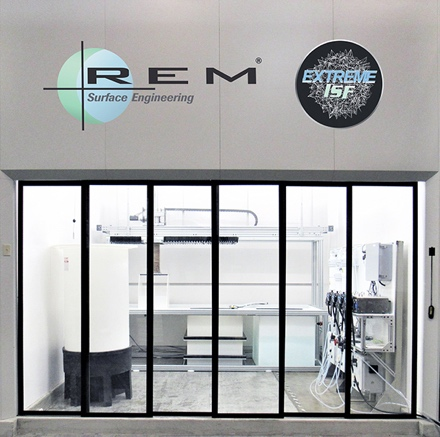 REM®
Surface Engineering
EXTREME
ISF